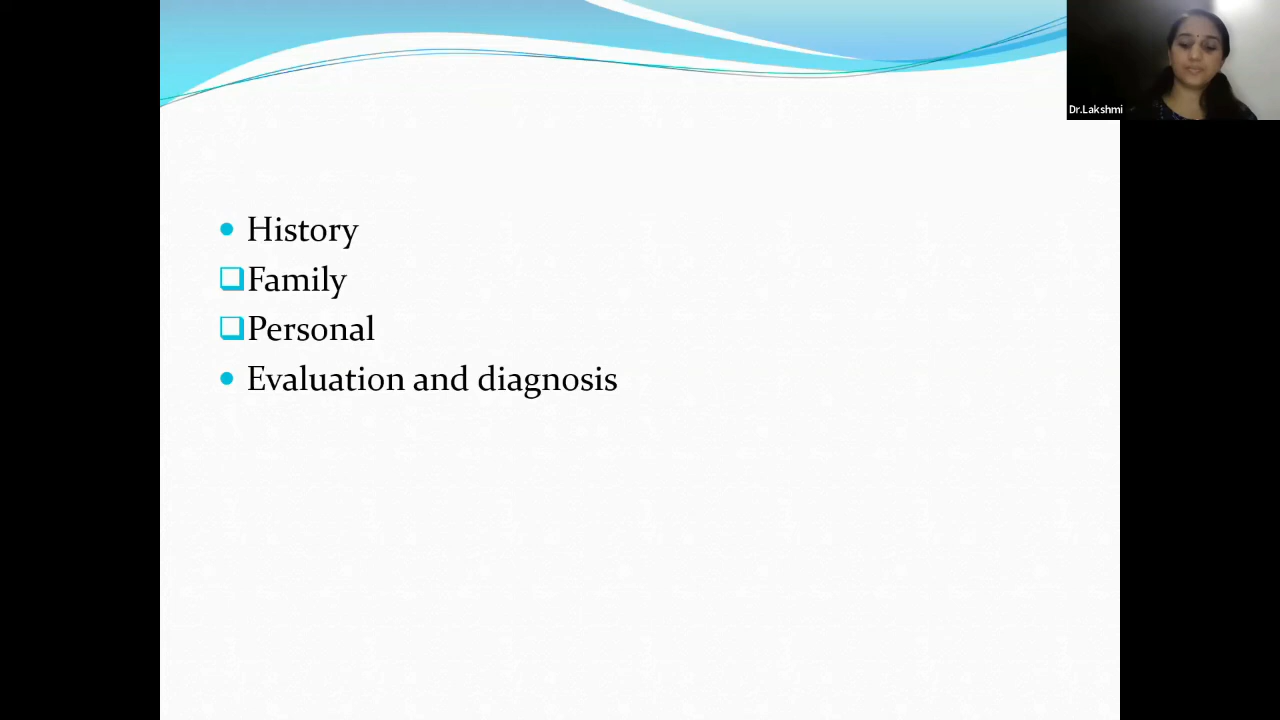 Dr.Lakshmi
• History
❑Family
❑Personal
• Evaluation and diagnosis